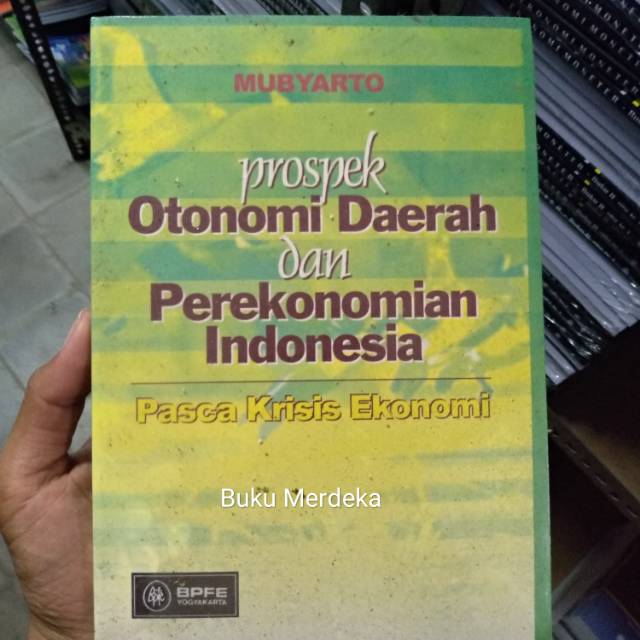 MUBYARTO
prospek
Otonomi Daerah
dan
Perekonomian
Indonesia
Pasca Krisis Ekonomi
Buku Merdeka
BPFE
YOGYAKARTA